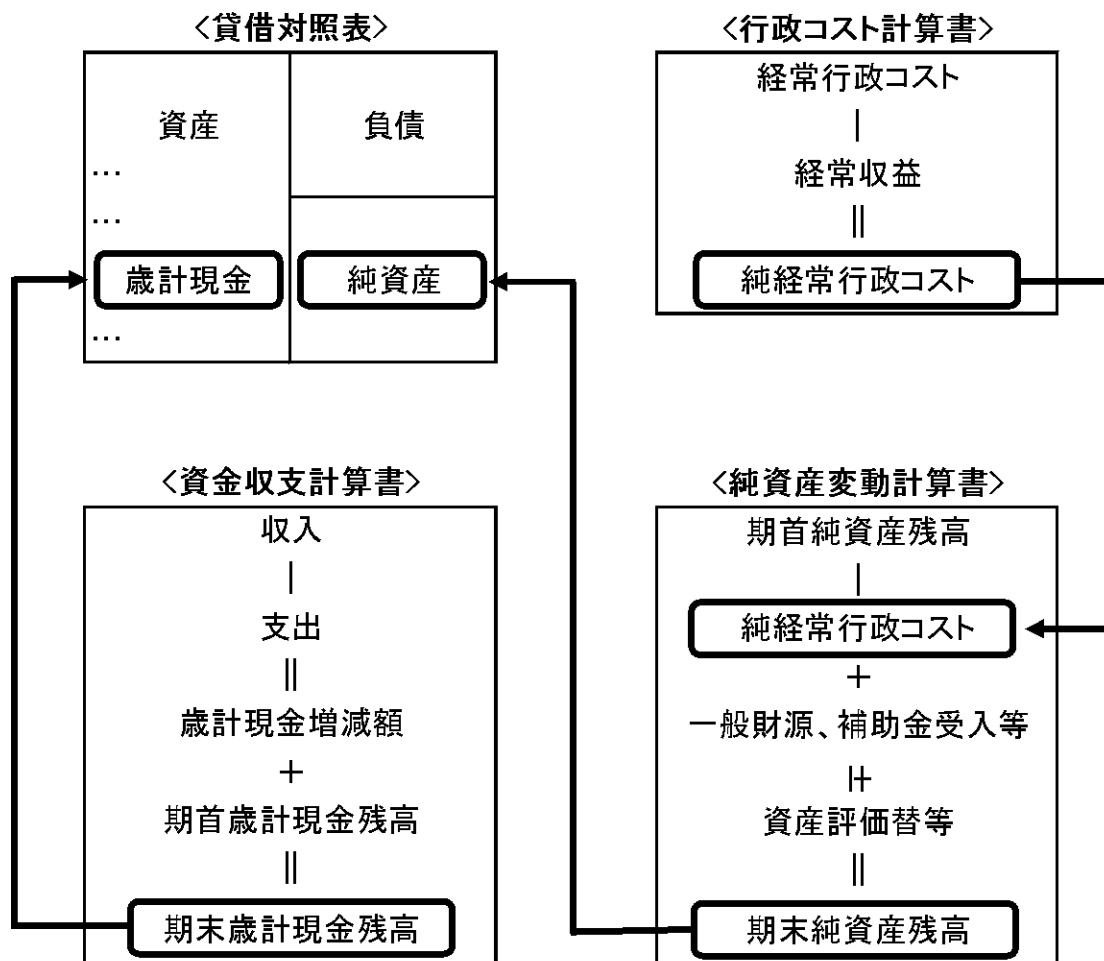 〈貸借対照表〉
資産
負債
…
…
歳計現金
純資産
…
〈行政コスト計算書〉
経常行政コスト
|
経常収益
||
純経常行政コスト
〈資金収支計算書〉
収入
|
支出
||
歳計現金増減額
+
期首歳計現金残高
||
期末歳計現金残高
〈純資産変動計算書〉
期首純資産残高
|
純経常行政コスト
+
一般財源、補助金受入等
|+
資産評価替等
||
期末純資産残高